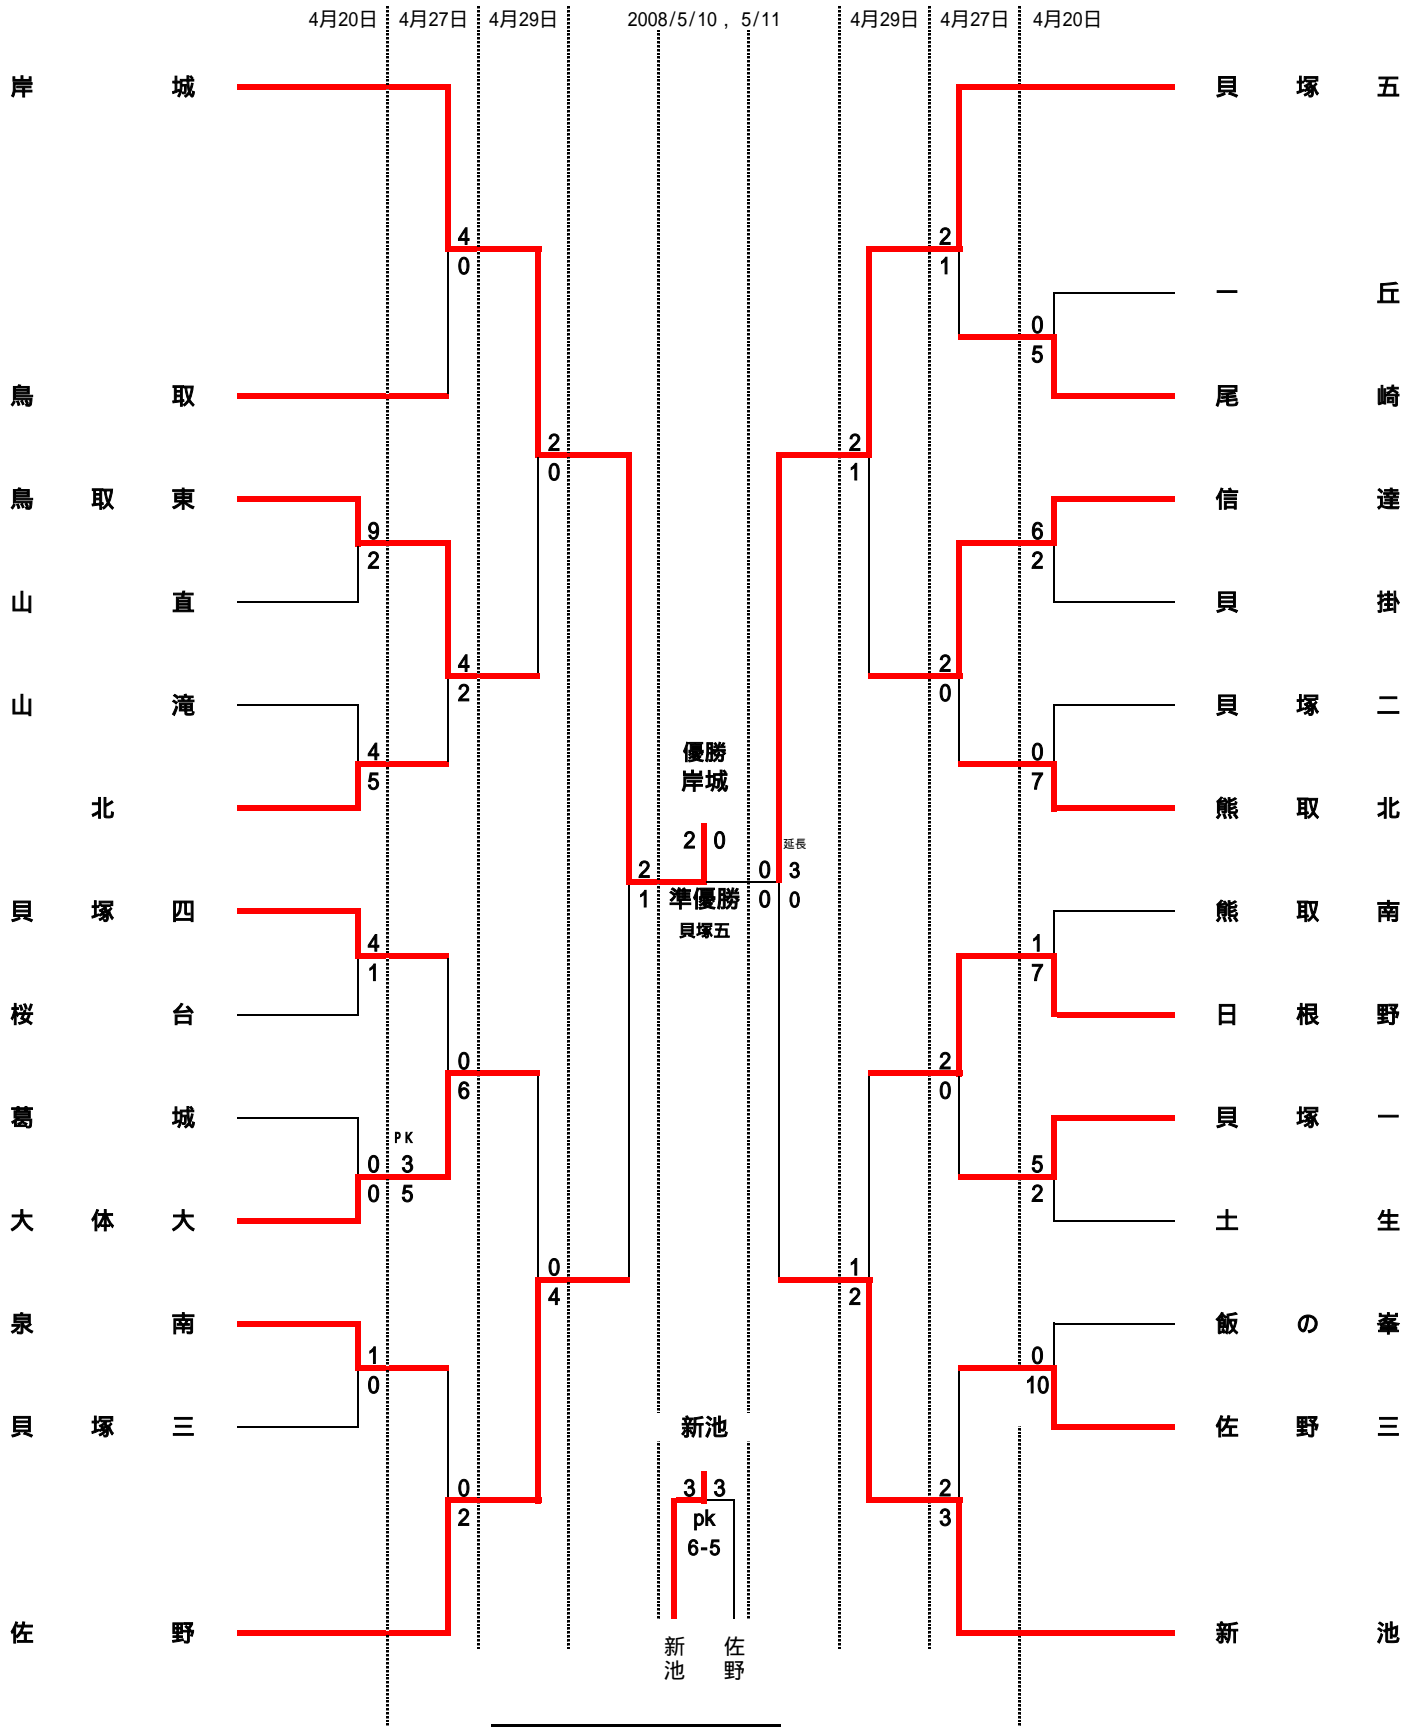 4月20日 4月27日 4月29日 2008/5/10 , 5/11 4月29日 4月27日 4月20日
岸城 貝塚五
4 2
0 1
一丘
0
5
鳥取 尾崎
2 2
0 1
鳥取東 信達
9 6
2 2
山直 貝掛
4 2
2 0
山滝 貝塚二
4 0
5 7
優勝
岸城
北 熊取北
2 0 延長
2 0 3
1 準優勝 0 0
貝塚五
貝塚四 熊取南
4 1
1 7
桜台 日根野
0 2
6 0
葛城 貝塚一
PK
0 3 5
0 5 2
大体大 土生
0 1
4 2
泉南 飯の峯
1 0
0 10
貝塚三 新池 佐野三
0 3 3 2
2 pk 3
6-5
佐野 新池
新池 佐野